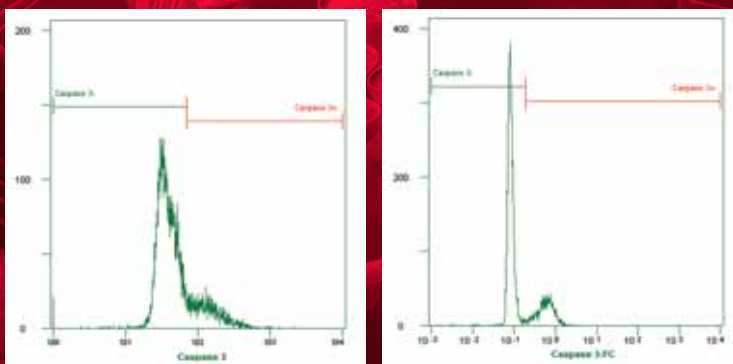 200
Caspase 3-
Caspase 3+
100
0
100 101 102 103 104
Caspase 3
400
Caspase 3-
Caspase 3+
200
0
Caspase 3.FC